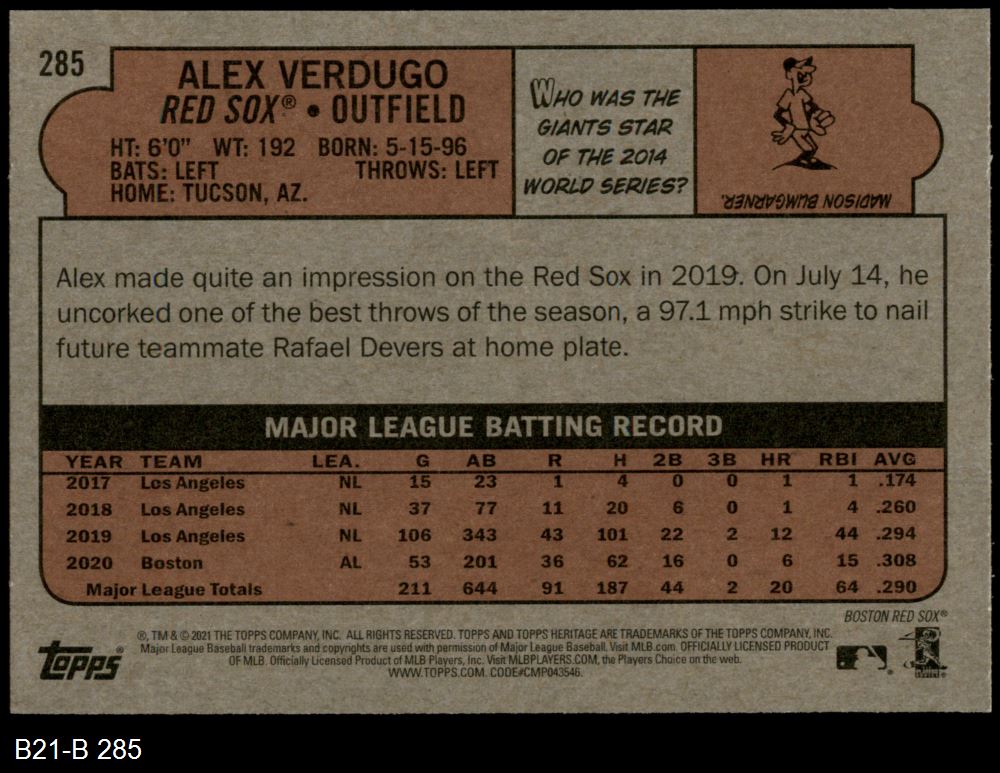 285
ALEX VERDUGO
RED SOX® • OUTFIELD
HT: 6'0" WT: 192 BORN: 5-15-96
BATS: LEFT THROWS: LEFT
HOME: TUCSON, AZ.
WHO WAS THE
GIANTS STAR
OF THE 2014
WORLD SERIES?
MADISON BUMGARNER.
Alex made quite an impression on the Red Sox in 2019. On July 14, he
uncorked one of the best throws of the season, a 97.1 mph strike to nail
future teammate Rafael Devers at home plate.
MAJOR LEAGUE BATTING RECORD
YEAR TEAM LEA. G AB R H 2B 3B HR RBI AVG
2017 Los Angeles NL 15 23 1 4 0 0 1 1 .174
2018 Los Angeles NL 37 77 11 20 6 0 1 4 .260
2019 Los Angeles NL 106 343 43 101 22 2 12 44 .294
2020 Boston AL 53 201 36 62 16 0 6 15 .308
Major League Totals 211 644 91 187 44 2 20 64 .290
BOSTON RED SOX®
topps®
®, TM & © 2021 THE TOPPS COMPANY, INC. ALL RIGHTS RESERVED. TOPPS AND TOPPS HERITAGE ARE TRADEMARKS OF THE TOPPS COMPANY, INC.
Major League Baseball trademarks and copyrights are used with permission of Major League Baseball. Visit MLB.com. OFFICIALLY LICENSED PRODUCT
OF MLB. Officially Licensed Product of MLB Players, Inc. Visit MLBPLAYERS.COM, the Players Choice on the web.
WWW.TOPPS.COM. CODE#CMP043546.
B21-B 285